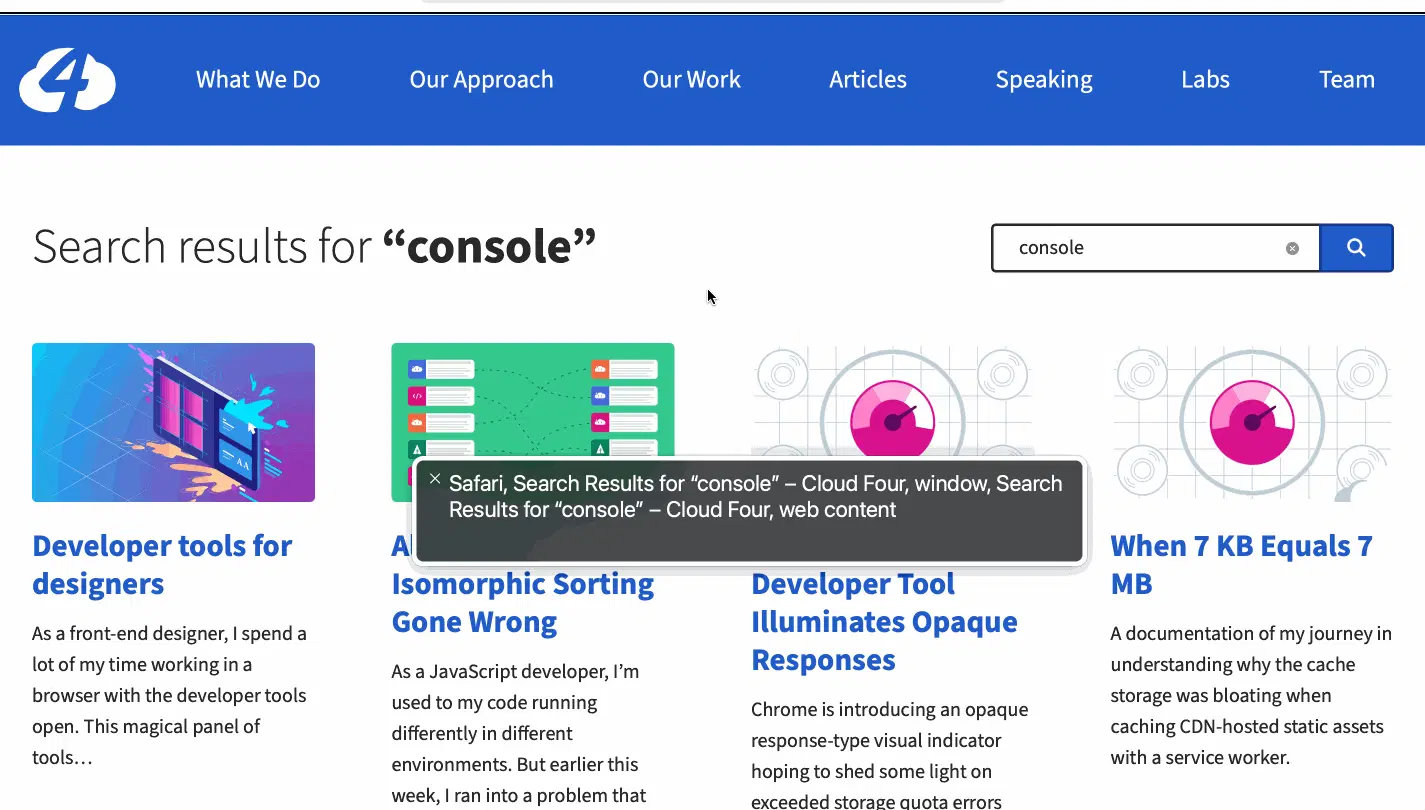 4
What We Do
Our Approach
Our Work
Articles
Speaking
Labs
Team
Search results for “console”
console
Safari, Search Results for “console” – Cloud Four, window, Search
Results for “console” – Cloud Four, web content
Developer tools for
designers
As a front-end designer, I spend a
lot of my time working in a
browser with the developer tools
open. This magical panel of
tools…
Isomorphic Sorting
Gone Wrong
As a JavaScript developer, I’m
used to my code running
differently in different
environments. But earlier this
week, I ran into a problem that
Developer Tool
Illuminates Opaque
Responses
Chrome is introducing an opaque
response-type visual indicator
hoping to shed some light on
exceeded storage quota errors
When 7 KB Equals 7
MB
A documentation of my journey in
understanding why the cache
storage was bloating when
caching CDN-hosted static assets
with a service worker.